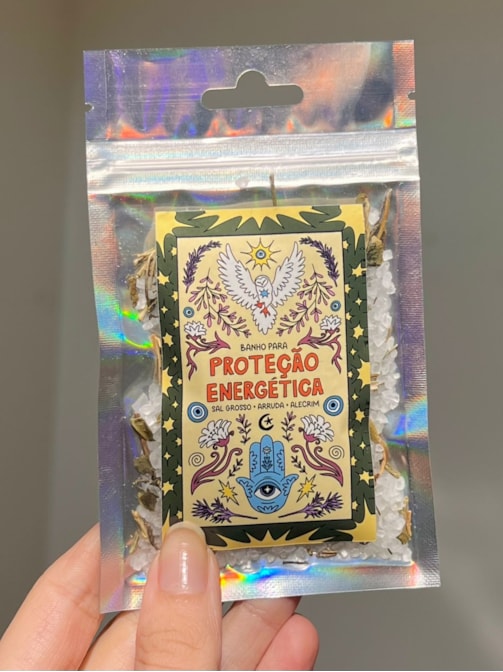 BANHO PARA
PROTEÇÃO
ENERGÉTICA
SAL GROSSO • ARRUDA • ALECRIM